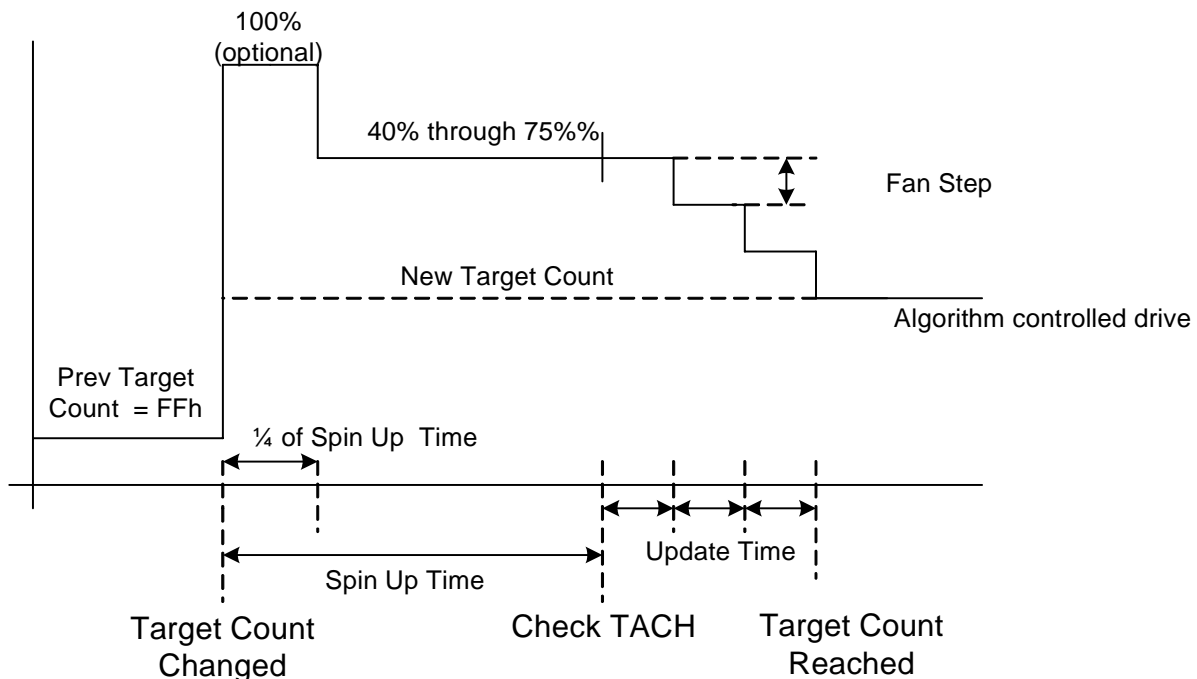 100%
(optional)
40% through 75%%
Fan Step
New Target Count
Algorithm controlled drive
Prev Target
Count = FFh
¼ of Spin Up Time
Update Time
Spin Up Time
Target Count
Changed
Check TACH
Target Count
Reached